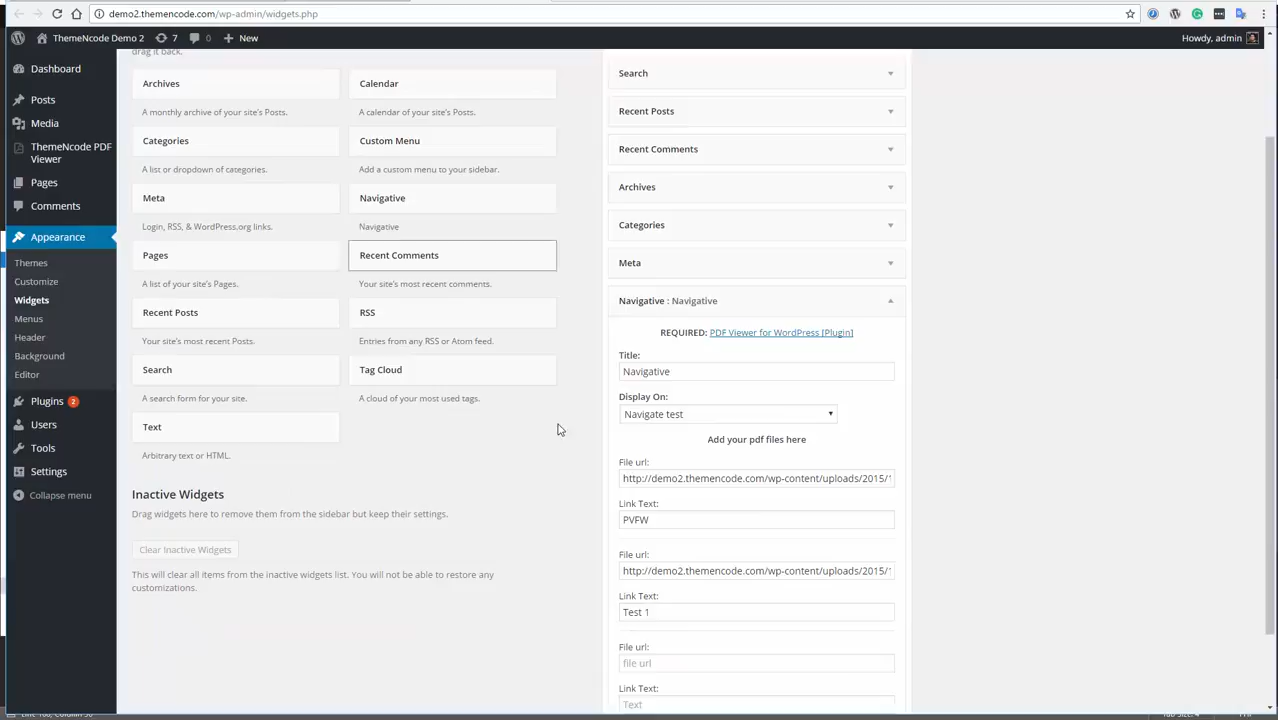 demo2.themencode.com/wp-admin/widgets.php
ThemeNcode Demo 2 7 0 New Howdy, admin
drag it back.
Dashboard
Posts
Media
ThemeNcode PDF
Viewer
Pages
Comments
Appearance
Themes
Customize
Widgets
Menus
Header
Background
Editor
Plugins 2
Users
Tools
Settings
Collapse menu
Archives
A monthly archive of your site's Posts.
Calendar
A calendar of your site's Posts.
Categories
A list or dropdown of categories.
Custom Menu
Add a custom menu to your sidebar.
Meta
Login, RSS, & WordPress.org links.
Navigative
Navigative
Pages
A list of your site's Pages.
Recent Comments
Your site's most recent comments.
Recent Posts
Your site's most recent Posts.
RSS
Entries from any RSS or Atom feed.
Search
A search form for your site.
Tag Cloud
A cloud of your most used tags.
Text
Arbitrary text or HTML.
Inactive Widgets
Drag widgets here to remove them from the sidebar but keep their settings.
Clear Inactive Widgets
This will clear all items from the inactive widgets list. You will not be able to restore any
customizations.
Search
Recent Posts
Recent Comments
Archives
Categories
Meta
Navigative : Navigative
REQUIRED: PDF Viewer for WordPress [Plugin]
Title:
Navigative
Display On:
Navigate test
Add your pdf files here
File url:
http://demo2.themencode.com/wp-content/uploads/2015/1
Link Text:
PVFW
File url:
http://demo2.themencode.com/wp-content/uploads/2015/1
Link Text:
Test 1
File url:
file url
Link Text:
Text